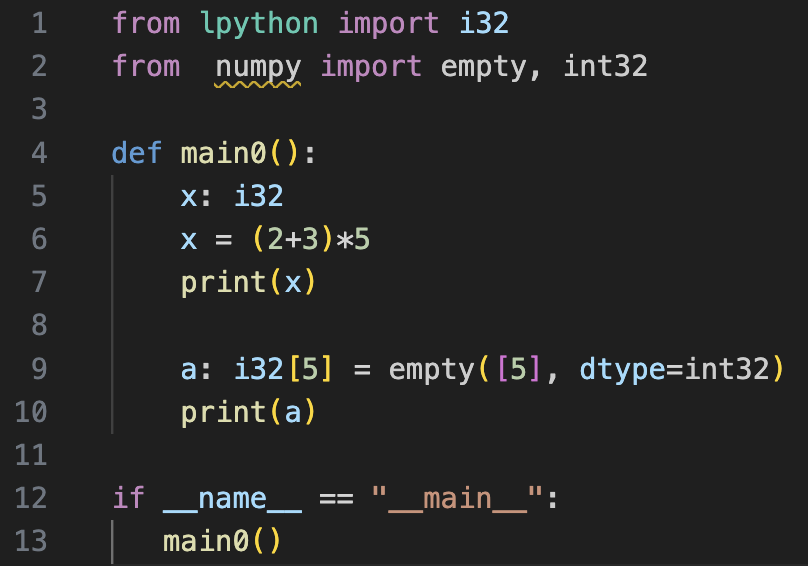 1 from lpython import i32
2 from  numpy import empty, int32
3
4 def main0():
5     x: i32
6     x = (2+3)*5
7     print(x)
8
9     a: i32[5] = empty([5], dtype=int32)
10     print(a)
11
12 if __name__ == "__main__":
13    main0()